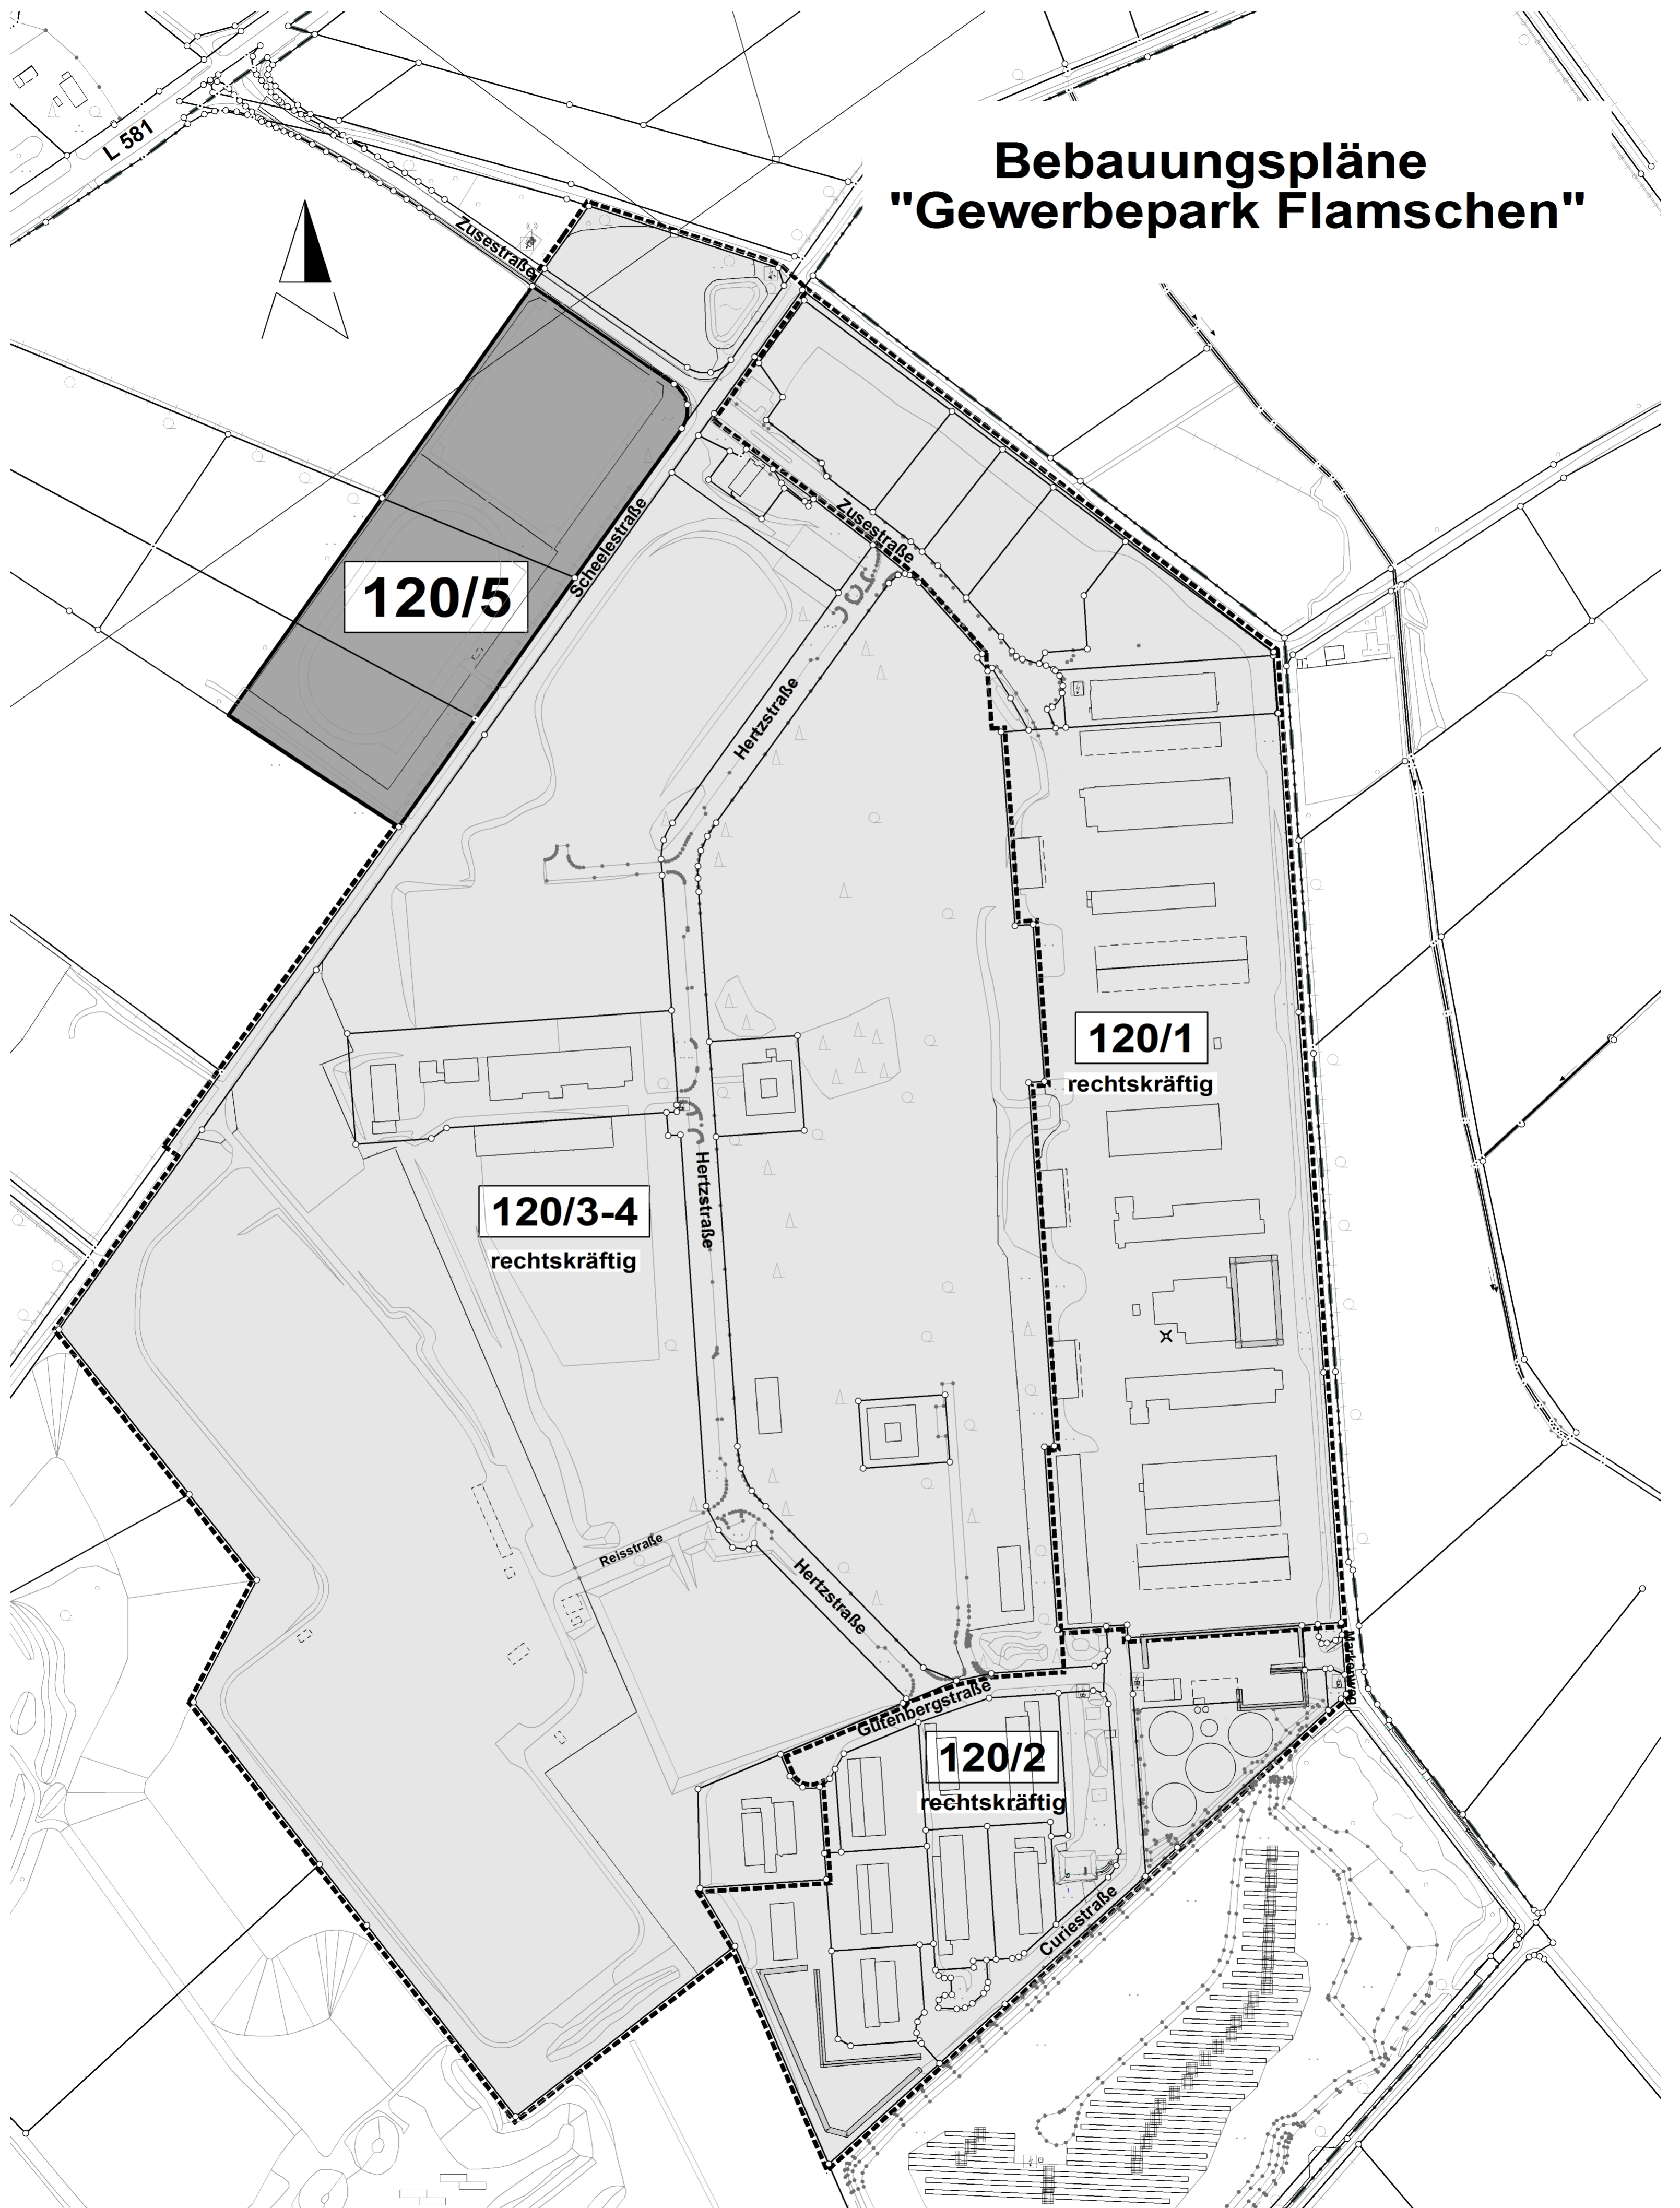 L 581
Bebauungspläne
"Gewerbepark Flamschen"
Zusestraße
Scheelestraße
Zusestraße
120/5
Hertzstraße
120/1
rechtskräftig
Hertzstraße
120/3-4
rechtskräftig
Reisstraße
Hertzstraße
Markenweg
Gutenbergstraße
120/2
rechtskräftig
Curiestraße